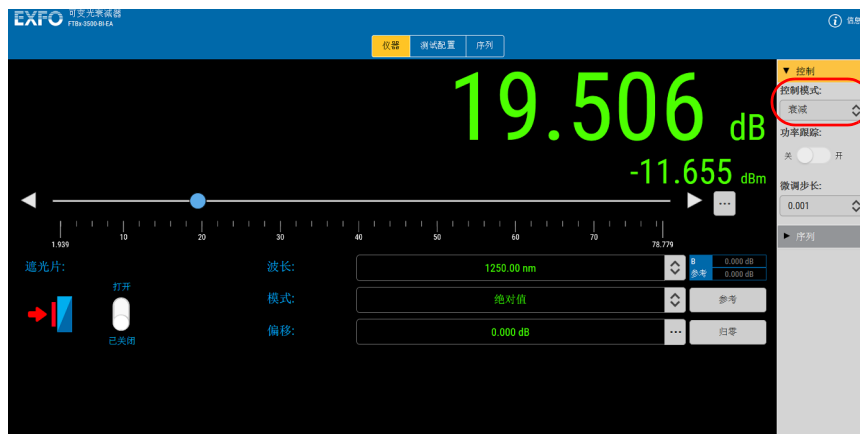 EXFO 可变光衰减器
FTBx-3500-BI-EA
信息
仪器 测试配置 序列
19.506 dB
-11.655 dBm
...
1.939 10 20 30 40 50 60 70 78.779
遮光片:
打开
已关闭
波长: 1250.00 nm
B 0.000 dB
参考 0.000 dB
模式: 绝对值
参考
偏移: 0.000 dB ...
归零
▼ 控制
控制模式:
衰减
功率跟踪:
关 开
微调步长:
0.001
► 序列